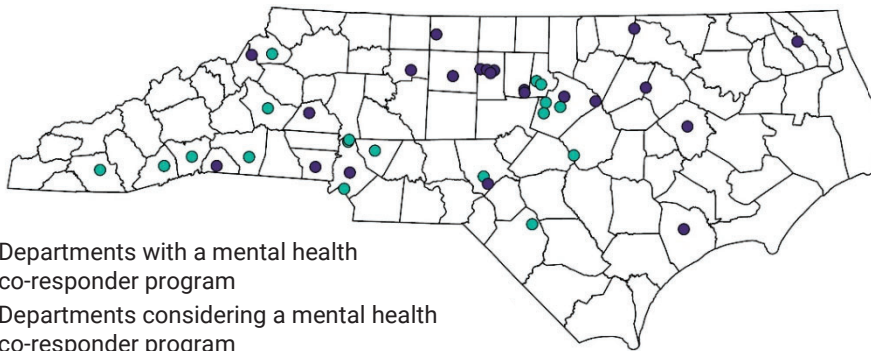 Departments with a mental health
co-responder program
Departments considering a mental health
co-responder program